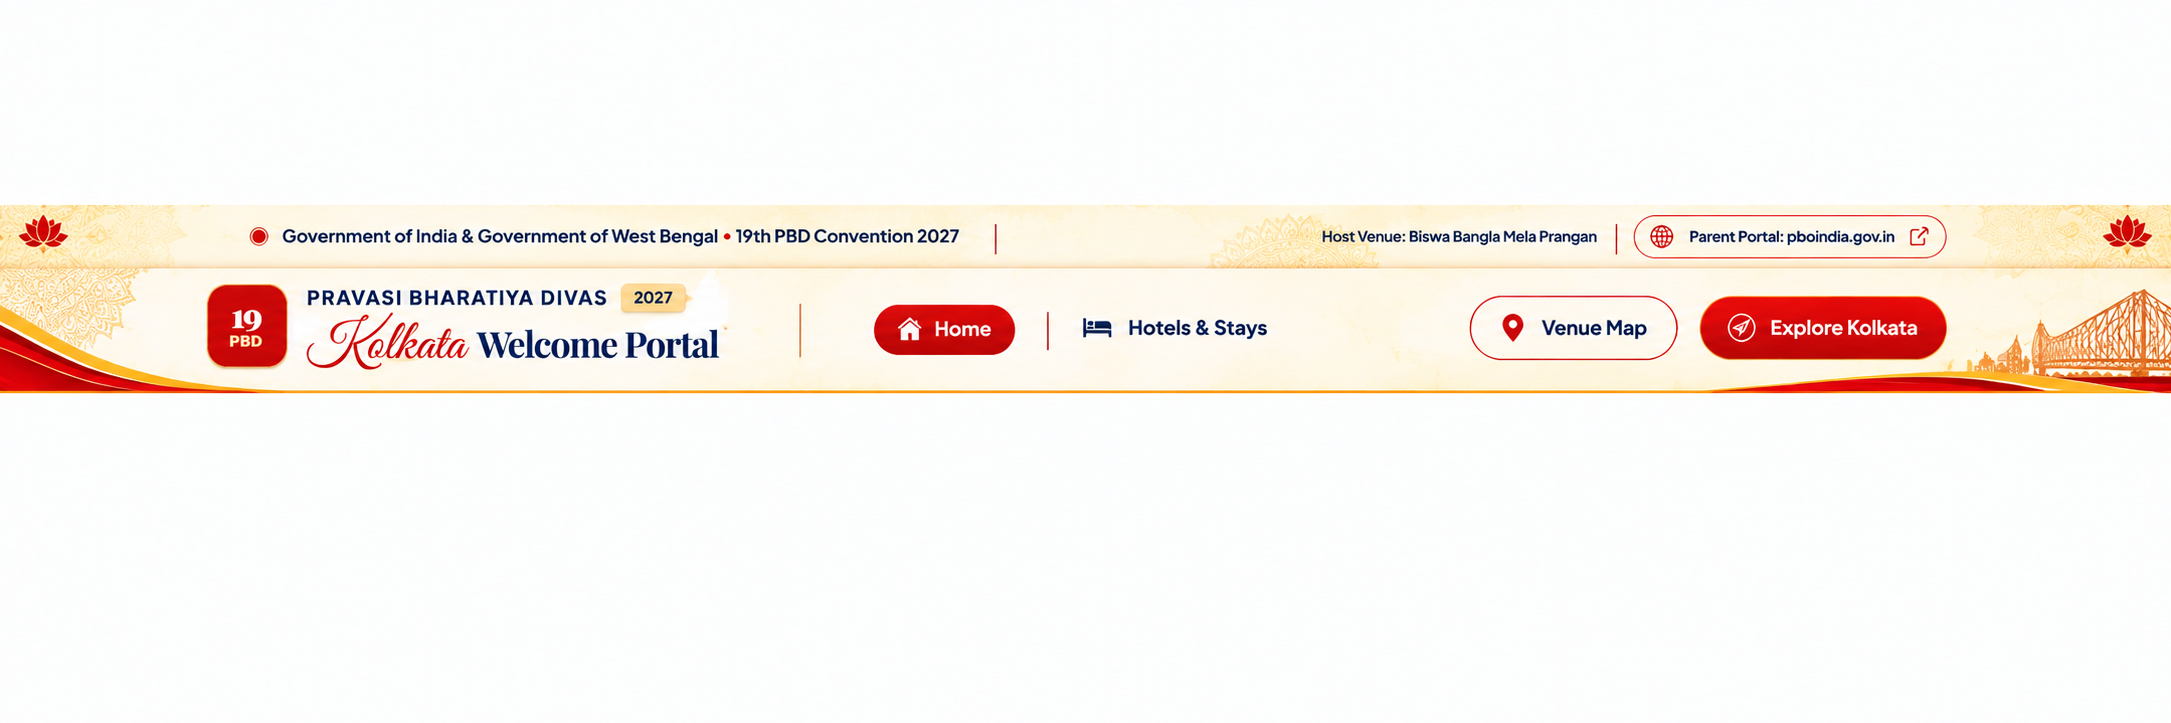 Government of India & Government of West Bengal • 19th PBD Convention 2027
Host Venue: Biswa Bangla Mela Prangan
Parent Portal: pboindia.gov.in
19
PBD
PRAVASI BHARATIYA DIVAS 2027
Kolkata Welcome Portal
Home
Hotels & Stays
Venue Map
Explore Kolkata